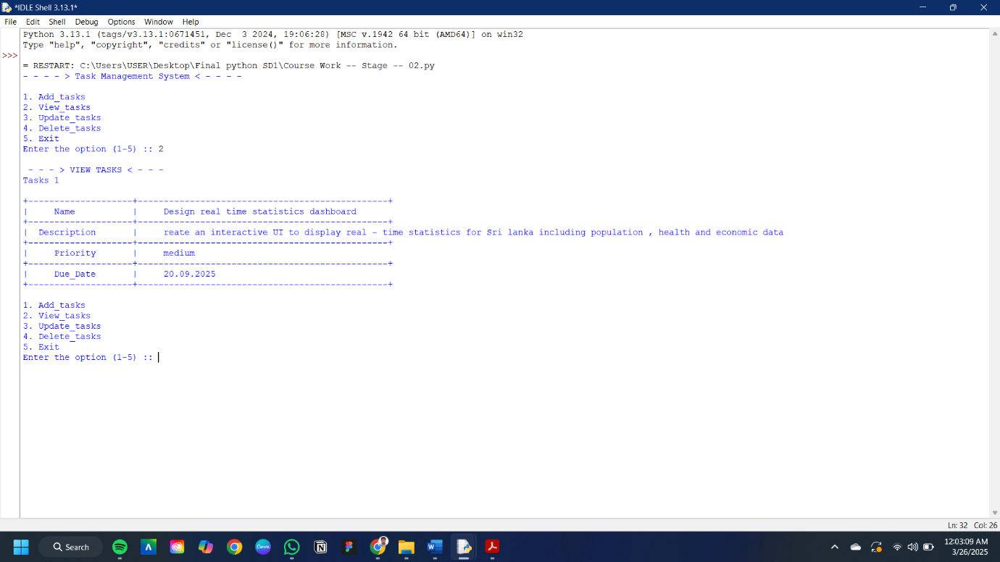 *IDLE Shell 3.13.1*
File Edit Shell Debug Options Window Help
Python 3.13.1 (tags/v3.13.1:0671451, Dec  3 2024, 19:06:28) [MSC v.1942 64 bit (AMD64)] on win32
Type "help", "copyright", "credits" or "license()" for more information.
>>>
= RESTART: C:\Users\USER\Desktop\Final python SD1\Course Work -- Stage -- 02.py
- - - - > Task Management System < - - - -
1. Add_tasks
2. View_tasks
3. Update_tasks
4. Delete_tasks
5. Exit
Enter the option (1-5) :: 2
- - - > VIEW TASKS < - - -
Tasks 1
+--------------------+------------------------------------------------+
|     Name           |     Design real time statistics dashboard
+--------------------+------------------------------------------------+
|  Description       |     reate an interactive UI to display real - time statistics for Sri lanka including population , health and economic data
+--------------------+------------------------------------------------+
|     Priority       |     medium
+--------------------+------------------------------------------------+
|     Due_Date       |     20.09.2025
+--------------------+------------------------------------------------+
1. Add_tasks
2. View_tasks
3. Update_tasks
4. Delete_tasks
5. Exit
Enter the option (1-5) ::
Ln: 32 Col: 26
Search
Canva
12:03:09 AM
3/26/2025